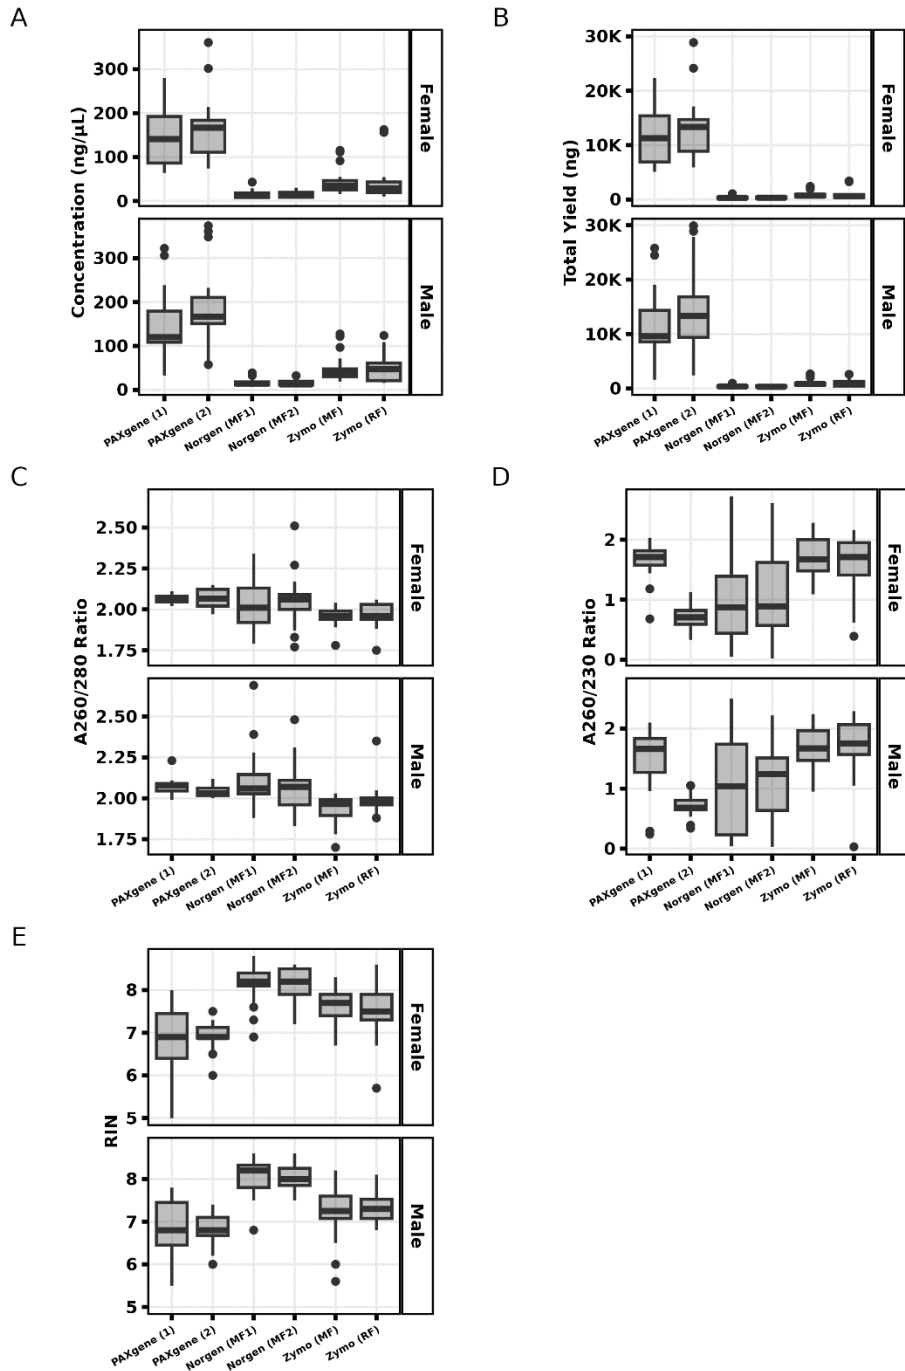 A
Concentration (ng/µL)
300
200
100
0
Female
300
200
100
0
Male
PAXgene (1)
PAXgene (2)
Norgen (MF1)
Norgen (MF2)
Zymo (MF)
Zymo (RF)
B
Total Yield (ng)
30K
20K
10K
0
Female
30K
20K
10K
0
Male
PAXgene (1)
PAXgene (2)
Norgen (MF1)
Norgen (MF2)
Zymo (MF)
Zymo (RF)
C
A260/280 Ratio
2.50
2.25
2.00
1.75
Female
2.50
2.25
2.00
1.75
Male
PAXgene (1)
PAXgene (2)
Norgen (MF1)
Norgen (MF2)
Zymo (MF)
Zymo (RF)
D
A260/230 Ratio
2
1
0
Female
2
1
0
Male
PAXgene (1)
PAXgene (2)
Norgen (MF1)
Norgen (MF2)
Zymo (MF)
Zymo (RF)
E
RIN
8
7
6
5
Female
8
7
6
5
Male
PAXgene (1)
PAXgene (2)
Norgen (MF1)
Norgen (MF2)
Zymo (MF)
Zymo (RF)